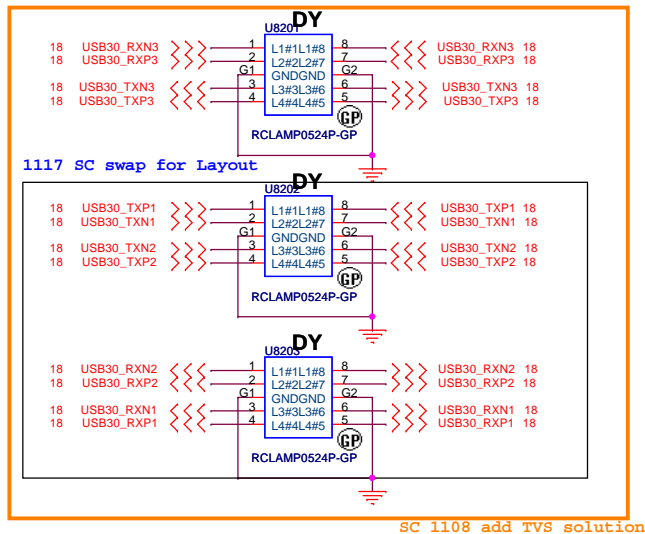 DY
U8201
18 USB30_RXN3 1 L1#1L1#8 8 USB30_RXN3 18
18 USB30_RXP3 2 L2#2L2#7 7 USB30_RXP3 18
G1 GNDGND G2
18 USB30_TXN3 3 L3#3L3#6 6 USB30_TXN3 18
18 USB30_TXP3 4 L4#4L4#5 5 USB30_TXP3 18
GP
RCLAMP0524P-GP
1117 SC swap for Layout
DY
U8202
18 USB30_TXP1 1 L1#1L1#8 8 USB30_TXP1 18
18 USB30_TXN1 2 L2#2L2#7 7 USB30_TXN1 18
G1 GNDGND G2
18 USB30_TXN2 3 L3#3L3#6 6 USB30_TXN2 18
18 USB30_TXP2 4 L4#4L4#5 5 USB30_TXP2 18
GP
RCLAMP0524P-GP
DY
U8203
18 USB30_RXN2 1 L1#1L1#8 8 USB30_RXN2 18
18 USB30_RXP2 2 L2#2L2#7 7 USB30_RXP2 18
G1 GNDGND G2
18 USB30_RXN1 3 L3#3L3#6 6 USB30_RXN1 18
18 USB30_RXP1 4 L4#4L4#5 5 USB30_RXP1 18
GP
RCLAMP0524P-GP
SC 1108 add TVS solution